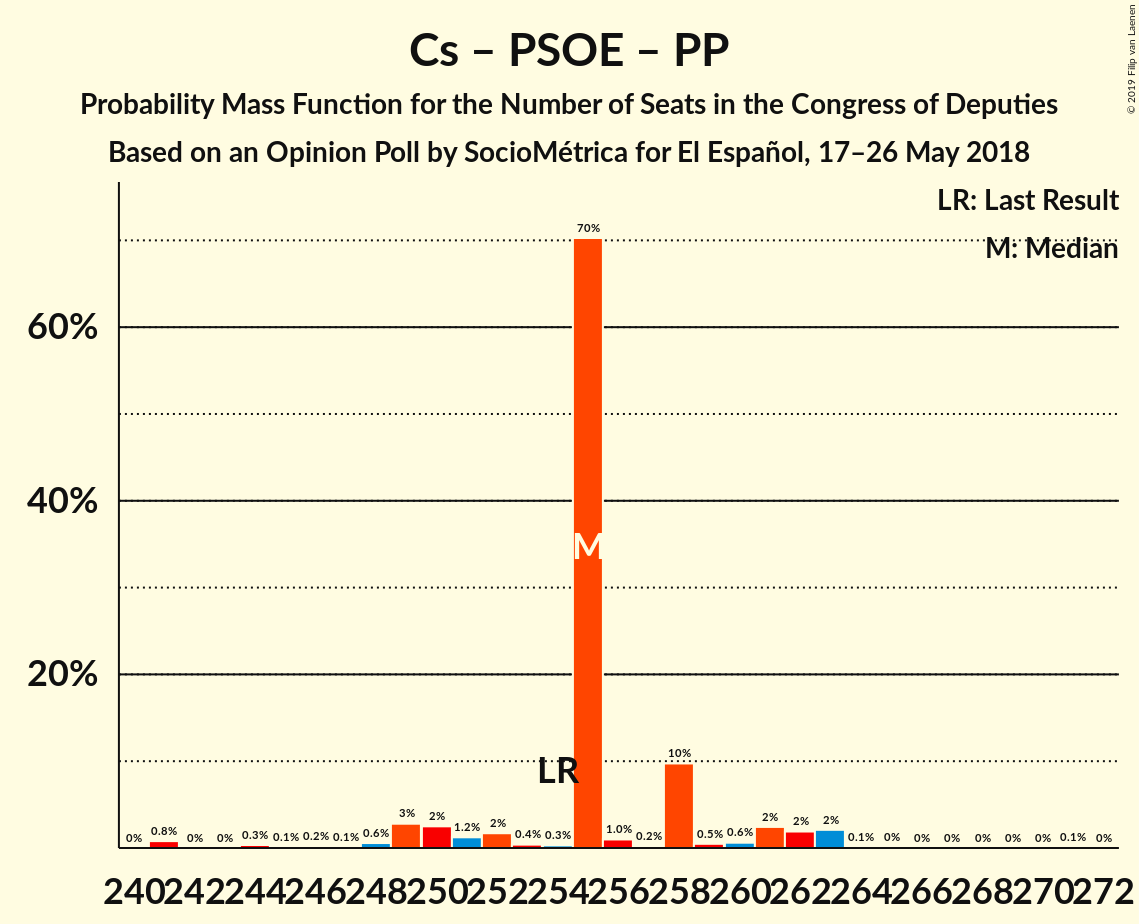 Cs – PSOE – PP
Probability Mass Function for the Number of Seats in the Congress of Deputies
Based on an Opinion Poll by SocioMétrica for El Español, 17–26 May 2018
© 2019 Filip van Laenen
LR: Last Result
M: Median
60%
40%
20%
0% 0.8% 0% 0% 0.3% 0.1% 0.2% 0.1% 0.6% 3% 2% 1.2% 2% 0.4% 0.3% 70% 1.0% 0.2% 10% 0.5% 0.6% 2% 2% 2% 0.1% 0% 0% 0% 0% 0% 0% 0.1% 0%
M
LR
240 242 244 246 248 250 252 254 256 258 260 262 264 266 268 270 272